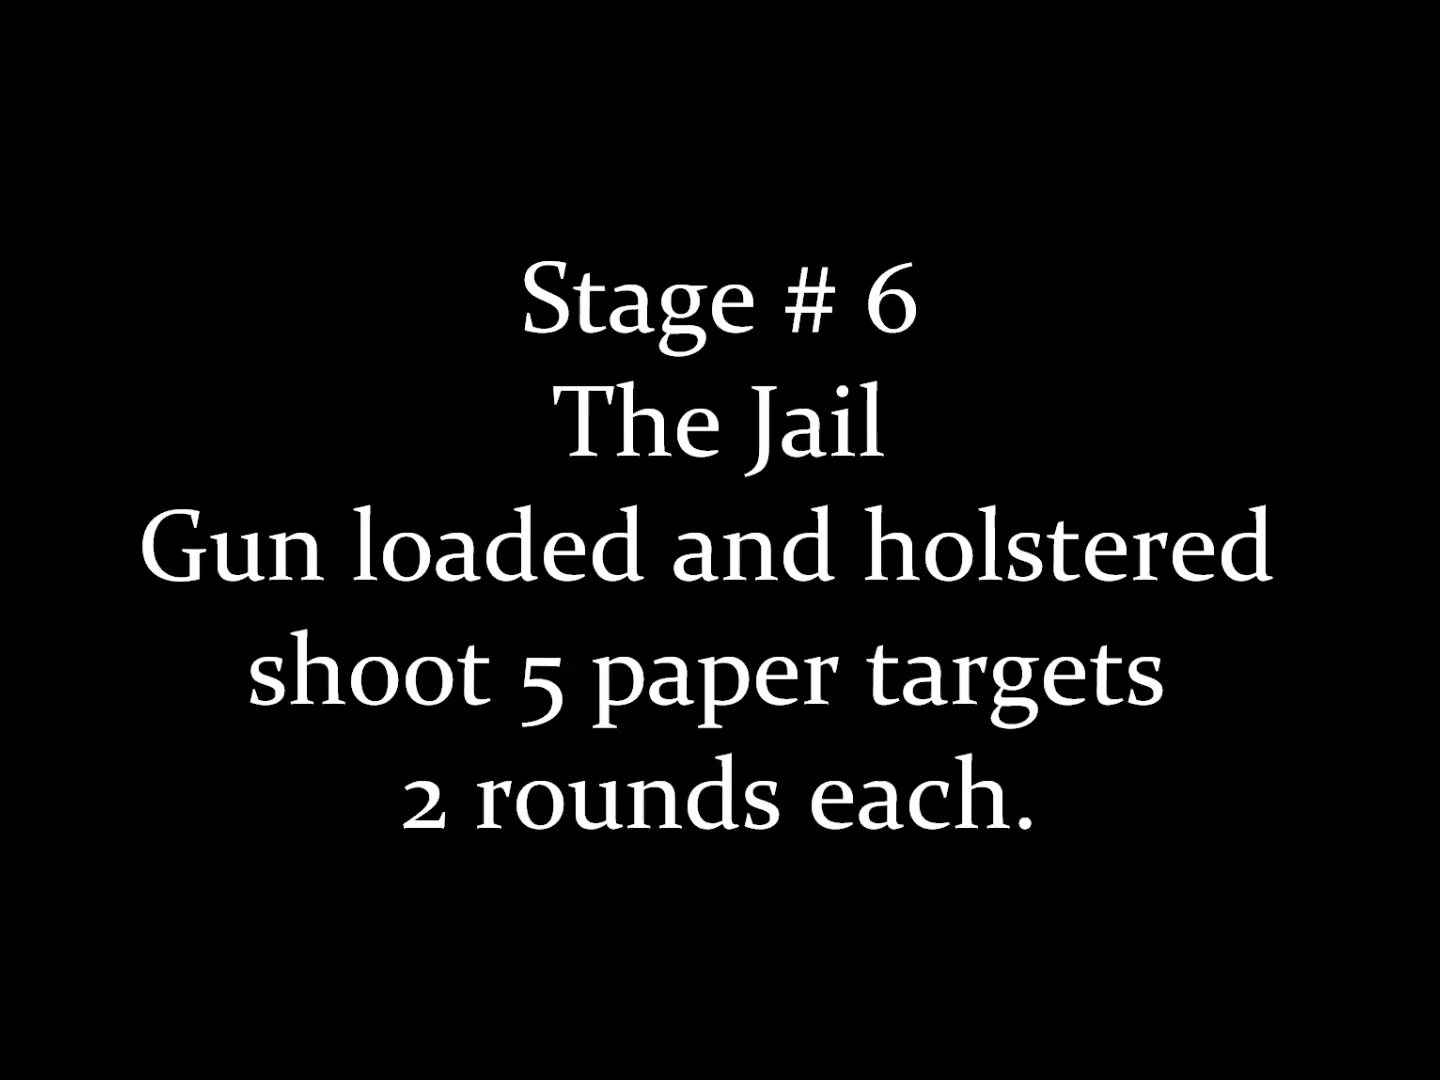 Stage # 6
The Jail
Gun loaded and holstered
shoot 5 paper targets
2 rounds each.